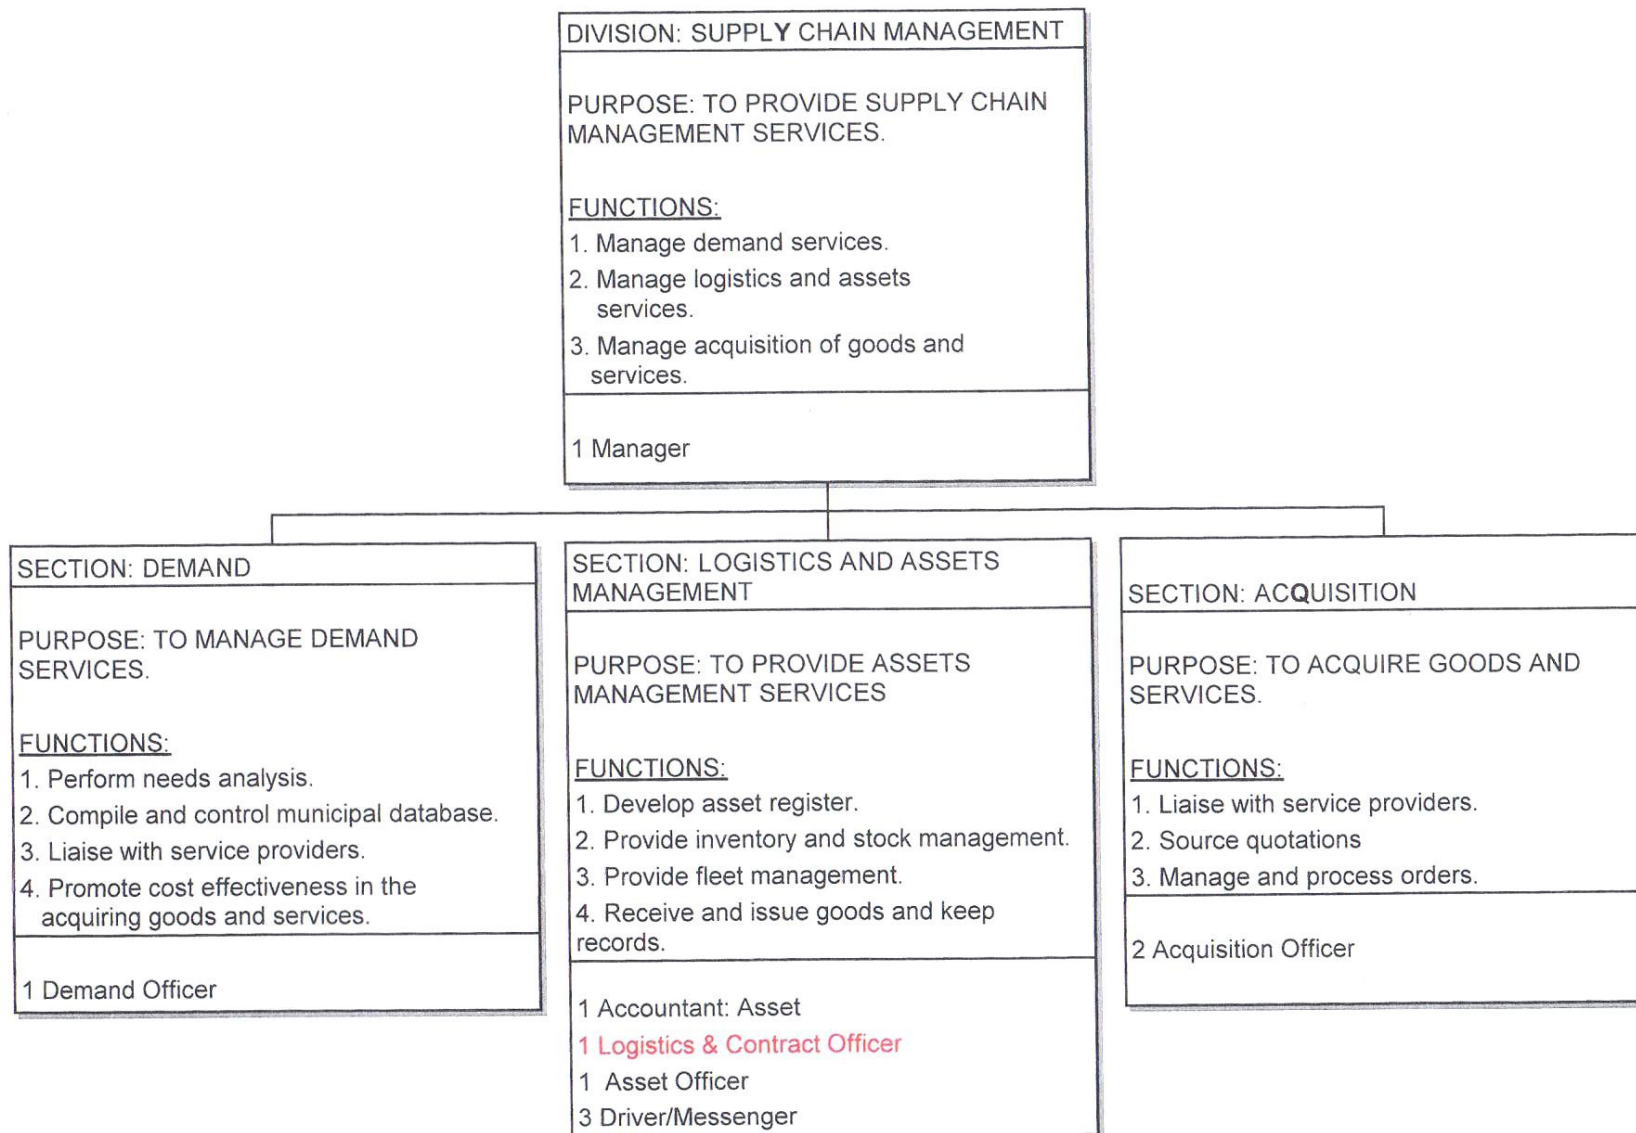 DIVISION: SUPPLY CHAIN MANAGEMENT
PURPOSE: TO PROVIDE SUPPLY CHAIN
MANAGEMENT SERVICES.
FUNCTIONS:
1. Manage demand services.
2. Manage logistics and assets
services.
3. Manage acquisition of goods and
services.
1 Manager
SECTION: DEMAND
PURPOSE: TO MANAGE DEMAND
SERVICES.
FUNCTIONS:
1. Perform needs analysis.
2. Compile and control municipal database.
3. Liaise with service providers.
4. Promote cost effectiveness in the
acquiring goods and services.
1 Demand Officer
SECTION: LOGISTICS AND ASSETS
MANAGEMENT
PURPOSE: TO PROVIDE ASSETS
MANAGEMENT SERVICES
FUNCTIONS:
1. Develop asset register.
2. Provide inventory and stock management.
3. Provide fleet management.
4. Receive and issue goods and keep
records.
1 Accountant: Asset
1 Logistics & Contract Officer
1 Asset Officer
3 Driver/Messenger
SECTION: ACQUISITION
PURPOSE: TO ACQUIRE GOODS AND
SERVICES.
FUNCTIONS:
1. Liaise with service providers.
2. Source quotations
3. Manage and process orders.
2 Acquisition Officer